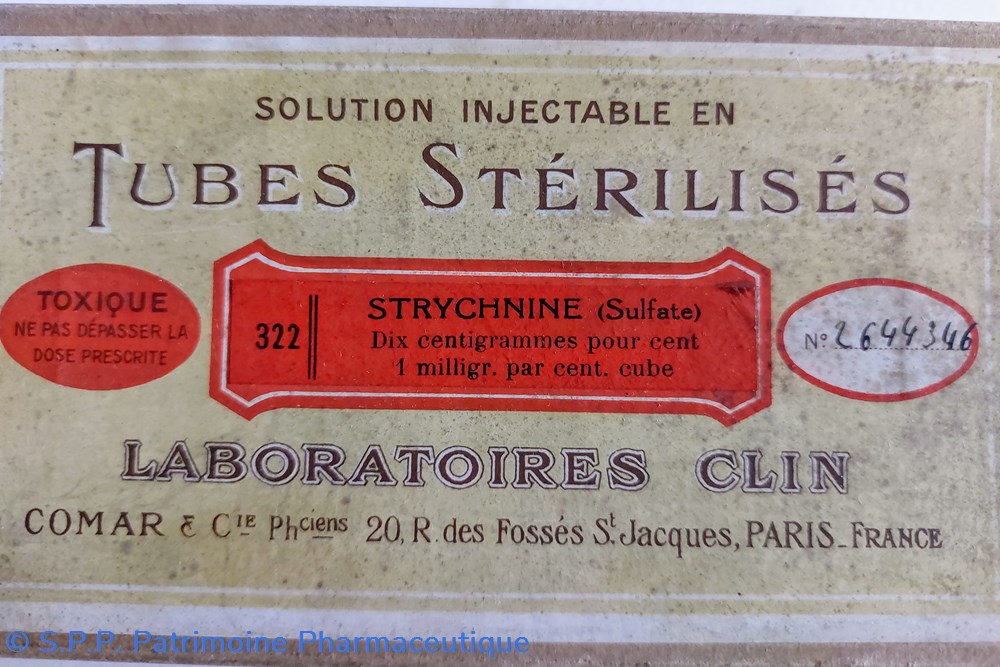 SOLUTION INJECTABLE EN
TUBES STÉRILISÉS
TOXIQUE
NE PAS DÉPASSER LA
DOSE PRESCRITE
322
STRYCHNINE (Sulfate)
Dix centigrammes pour cent
1 milligr. par cent. cube
Nº 2644346
LABORATOIRES CLIN
COMAR & CIE Phciens 20, R. des Fossés St. Jacques, PARIS_FRANCE
© S.P.P. Patrimoine Pharmaceutique